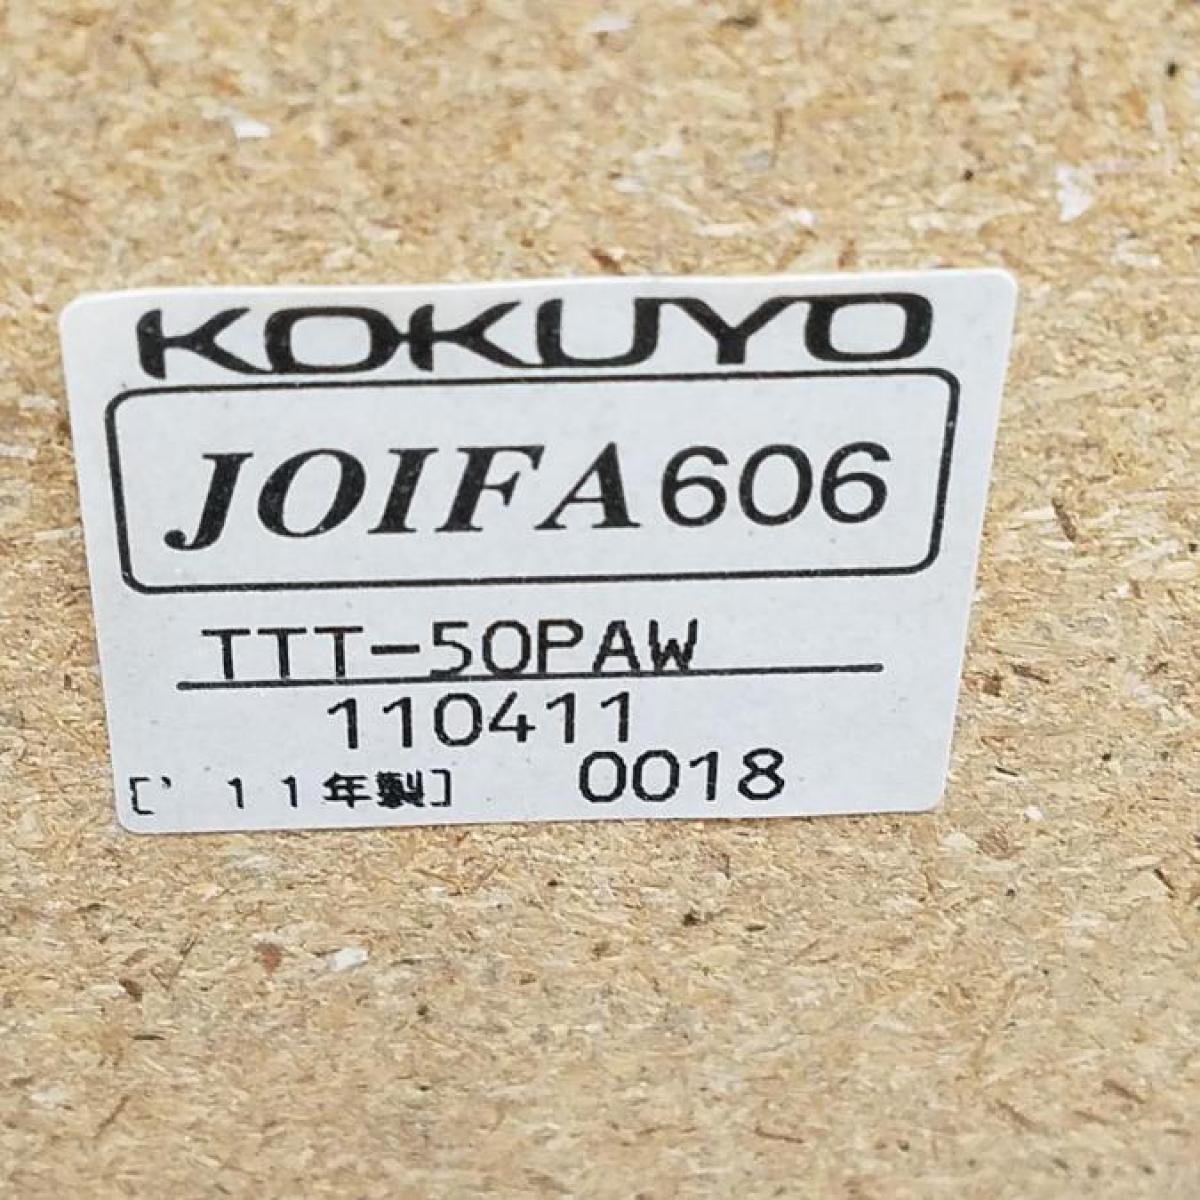 KOKUYO
JOIFA606
TTT-50PAW
110411
['11年製] 0018